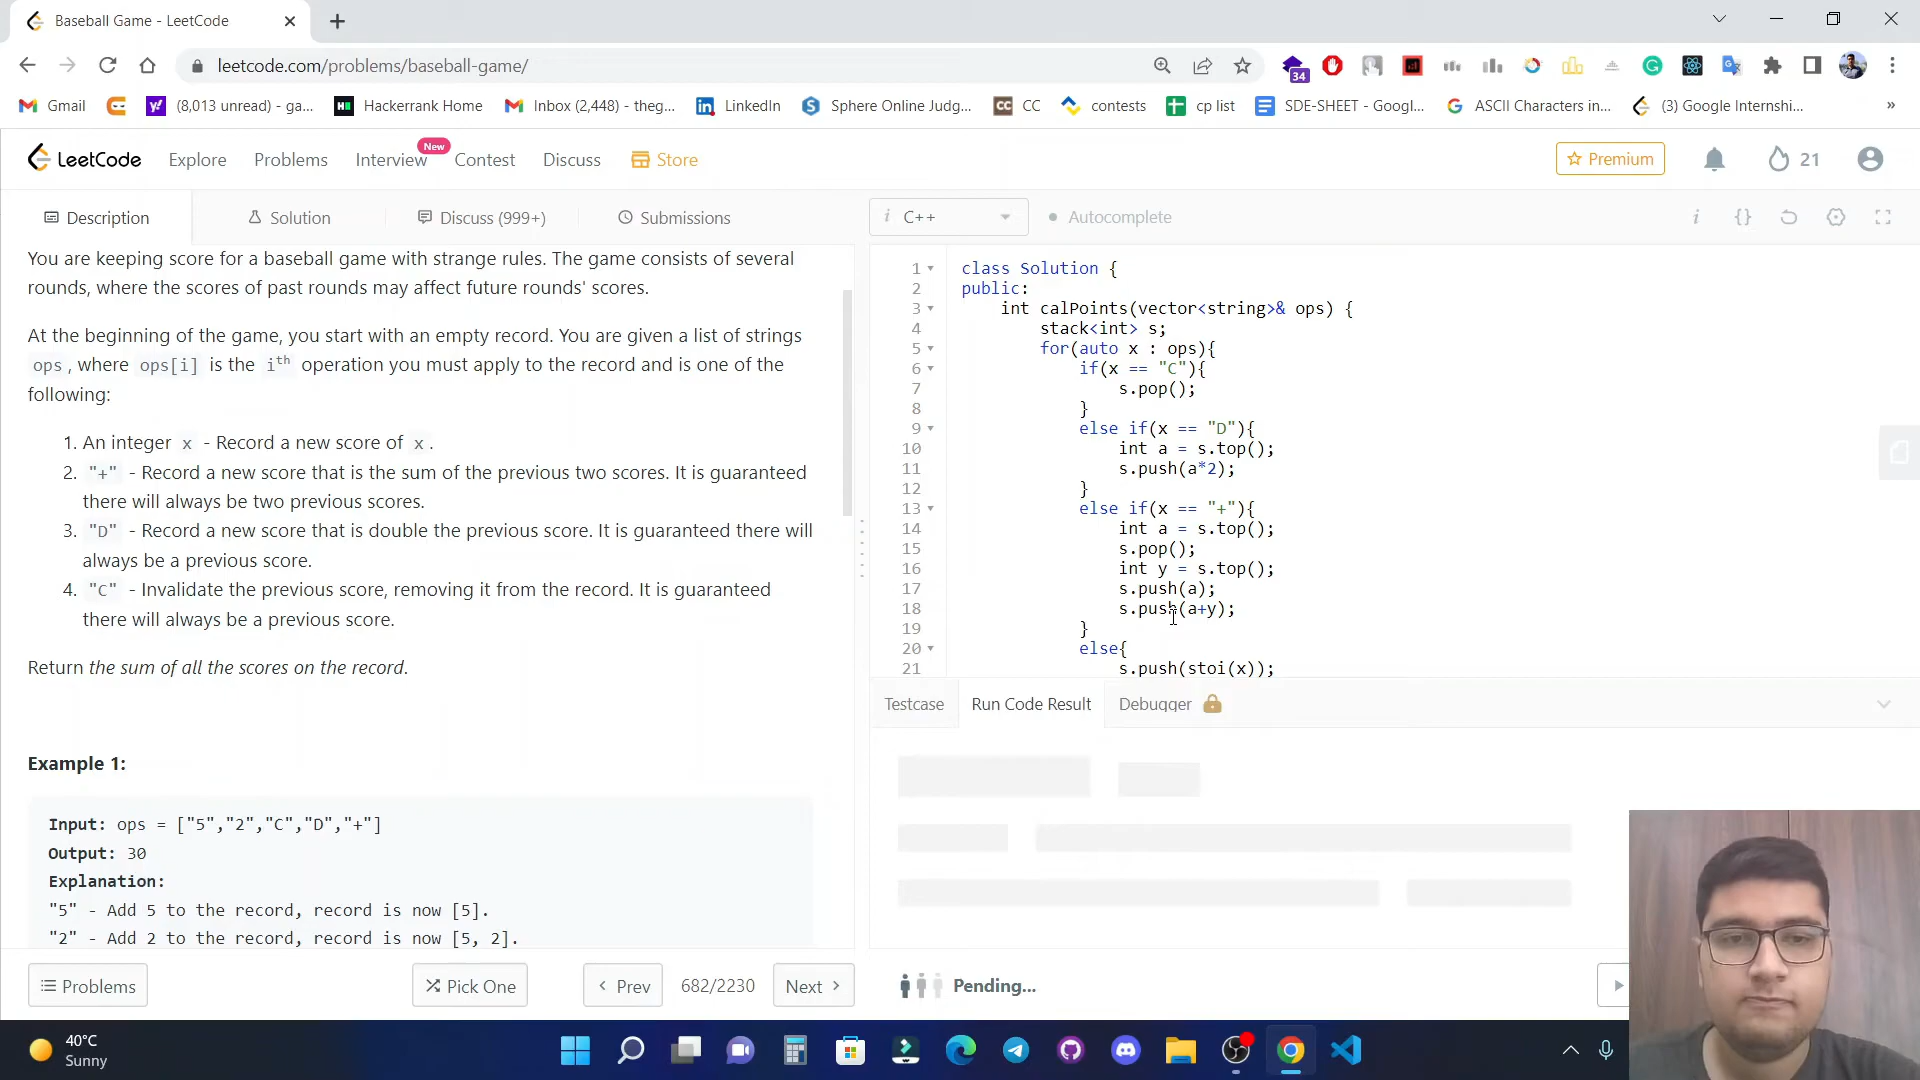 Baseball Game - LeetCode
leetcode.com/problems/baseball-game/
34
Gmail
(8,013 unread) - ga...
Hackerrank Home
Inbox (2,448) - theg...
LinkedIn
Sphere Online Judg...
CC
contests
cp list
SDE-SHEET - Googl...
ASCII Characters in...
(3) Google Internshi...
»
LeetCode
Explore
Problems
Interview
New
Contest
Discuss
Store
Premium
21
Description
Solution
Discuss (999+)
Submissions
i C++
Autocomplete
You are keeping score for a baseball game with strange rules. The game consists of several
rounds, where the scores of past rounds may affect future rounds' scores.
At the beginning of the game, you start with an empty record. You are given a list of strings
ops, where ops[i] is the ith operation you must apply to the record and is one of the
following:
1. An integer x - Record a new score of x.
2. "+" - Record a new score that is the sum of the previous two scores. It is guaranteed
there will always be two previous scores.
3. "D" - Record a new score that is double the previous score. It is guaranteed there will
always be a previous score.
4. "C" - Invalidate the previous score, removing it from the record. It is guaranteed
there will always be a previous score.
Return the sum of all the scores on the record.
Example 1:
Input: ops = ["5","2","C","D","+"]
Output: 30
Explanation:
"5" - Add 5 to the record, record is now [5].
"2" - Add 2 to the record, record is now [5, 2].
1 class Solution {
2 public:
3 int calPoints(vector<string>& ops) {
4 stack<int> s;
5 for(auto x : ops){
6 if(x == "C"){
7 s.pop();
8 }
9 else if(x == "D"){
10 int a = s.top();
11 s.push(a*2);
12 }
13 else if(x == "+"){
14 int a = s.top();
15 s.pop();
16 int y = s.top();
17 s.push(a);
18 s.push(a+y);
19 }
20 else{
21 s.push(stoi(x));
Testcase
Run Code Result
Debugger
Problems
Pick One
Prev
682/2230
Next
Pending...
40°C
Sunny